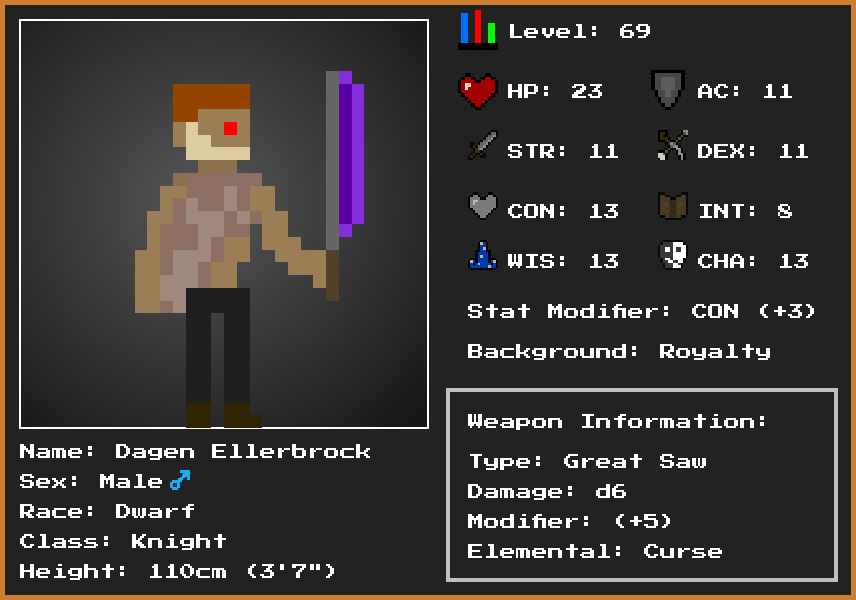 Level: 69
HP: 23 AC: 11
STR: 11 DEX: 11
CON: 13 INT: 8
WIS: 13 CHA: 13
Stat Modifier: CON (+3)
Background: Royalty
Weapon Information:
Type: Great Saw
Damage: d6
Modifier: (+5)
Elemental: Curse
Name: Dagen Ellerbrock
Sex: Male ♂
Race: Dwarf
Class: Knight
Height: 110cm (3'7")